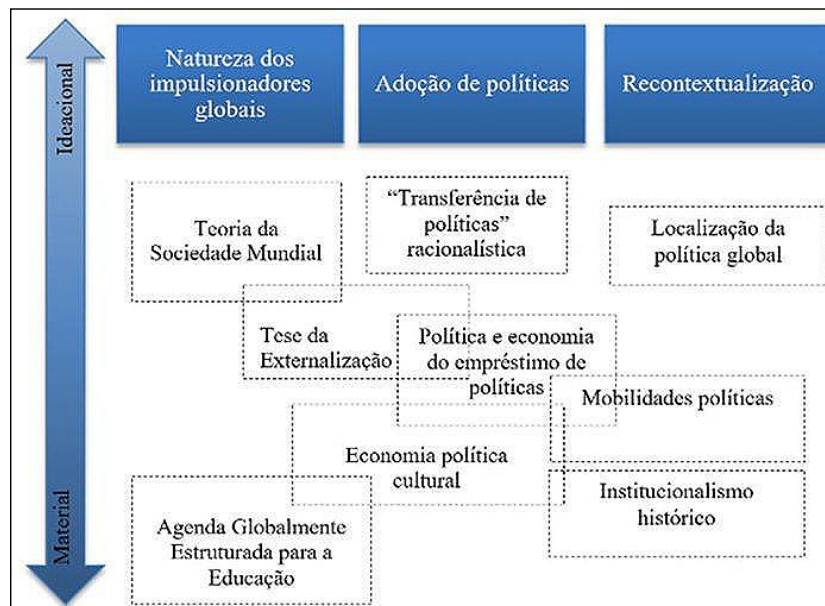 Ideacional
Material
Natureza dos
impulsionadores
globais
Adoção de políticas
Recontextualização
Teoria da
Sociedade Mundial
“Transferência de
políticas”
racionalística
Localização da
política global
Tese da
Externalização
Política e economia
do empréstimo de
políticas
Mobilidades políticas
Economia política
cultural
Institucionalismo
histórico
Agenda Globalmente
Estruturada para a
Educação